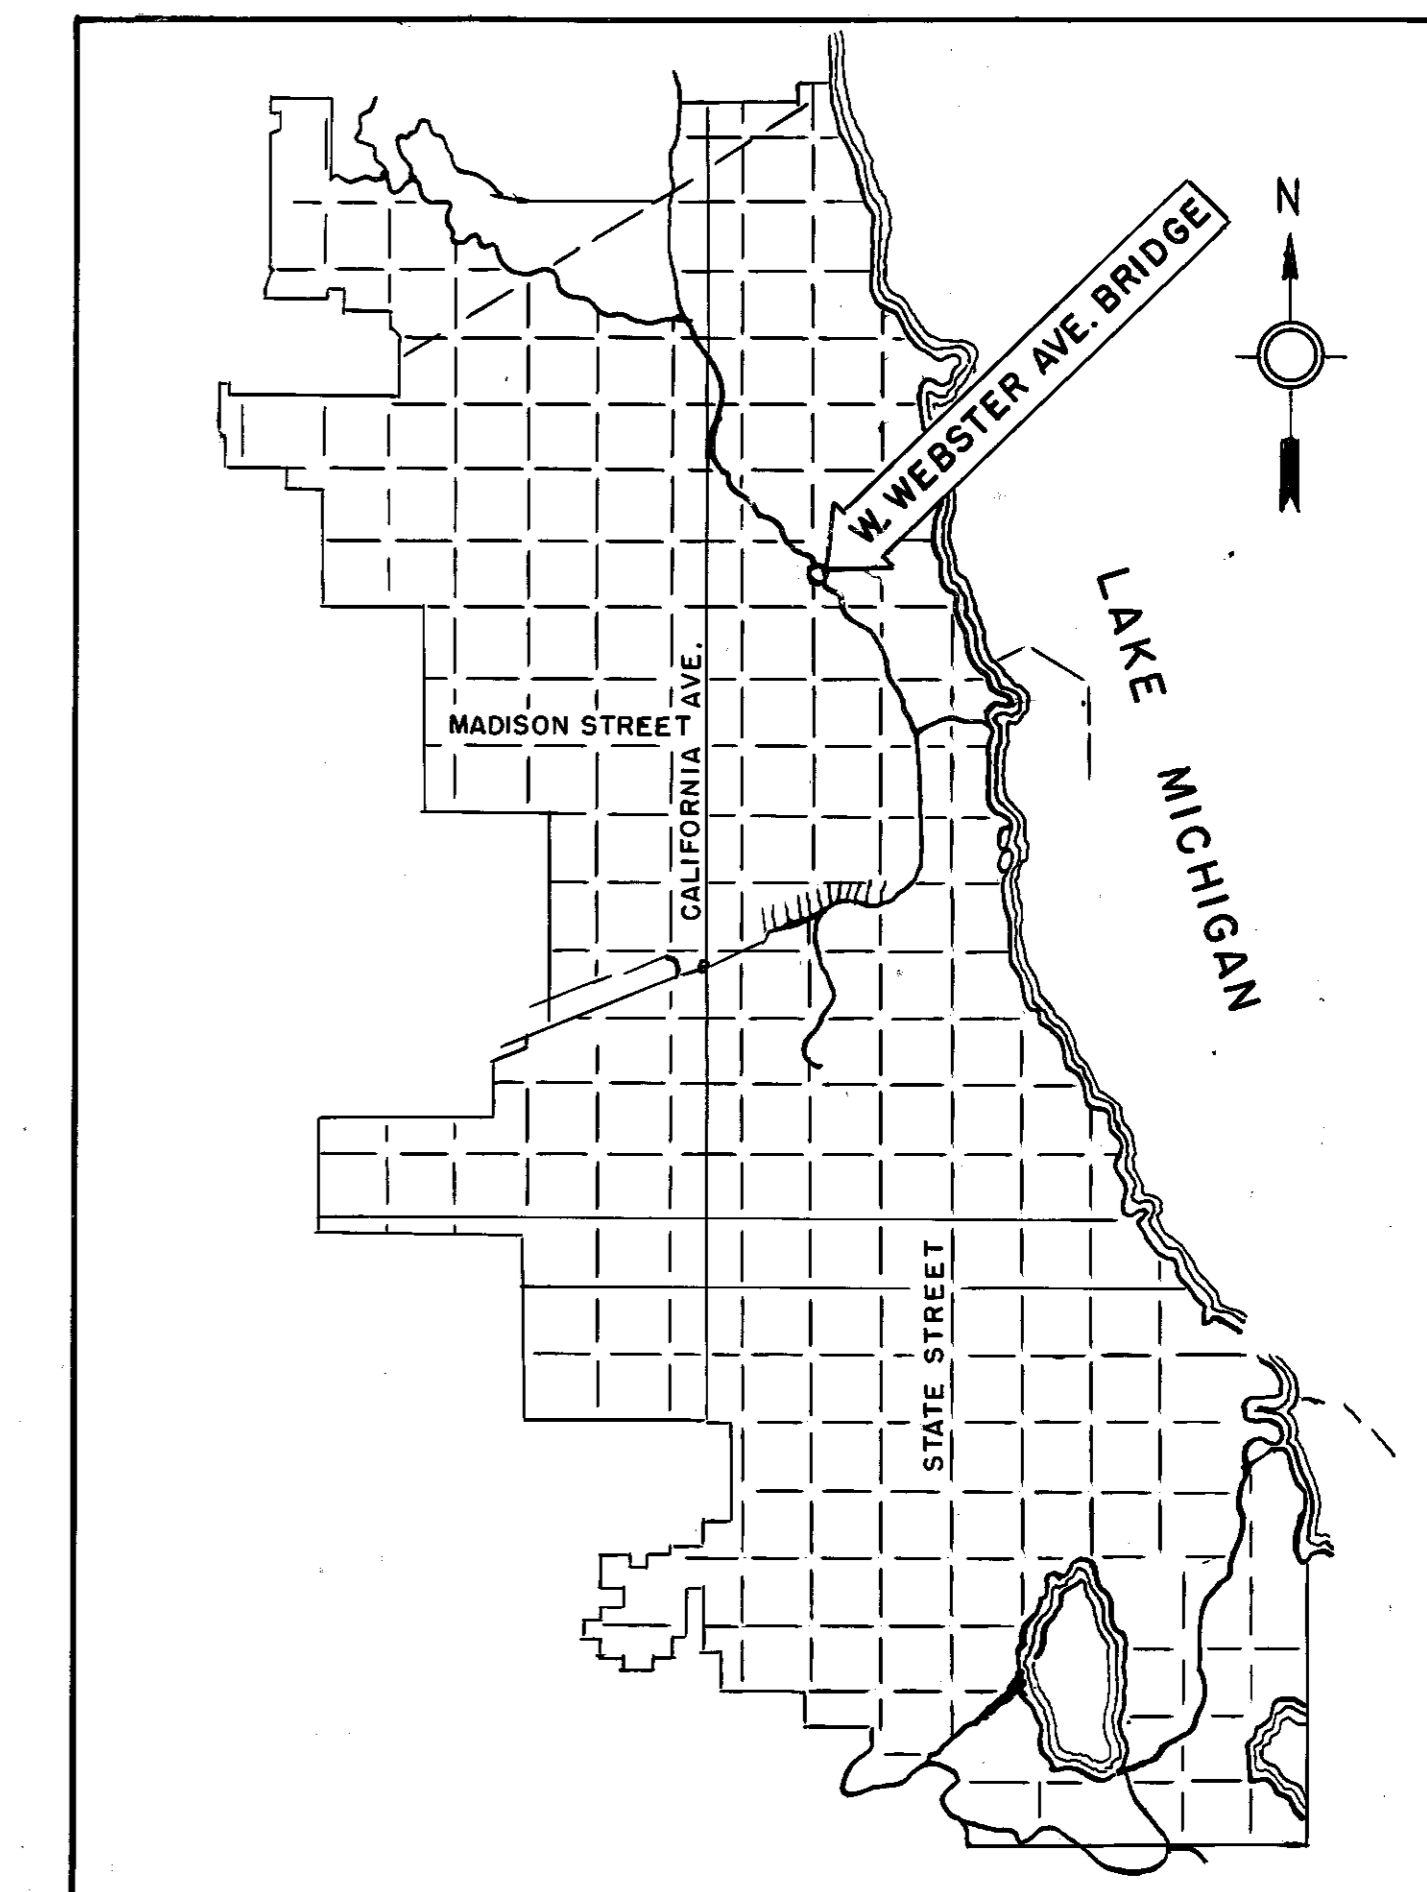 N
W. WEBSTER AVE. BRIDGE
LAKE MICHIGAN
MADISON STREET
CALIFORNIA AVE.
STATE STREET